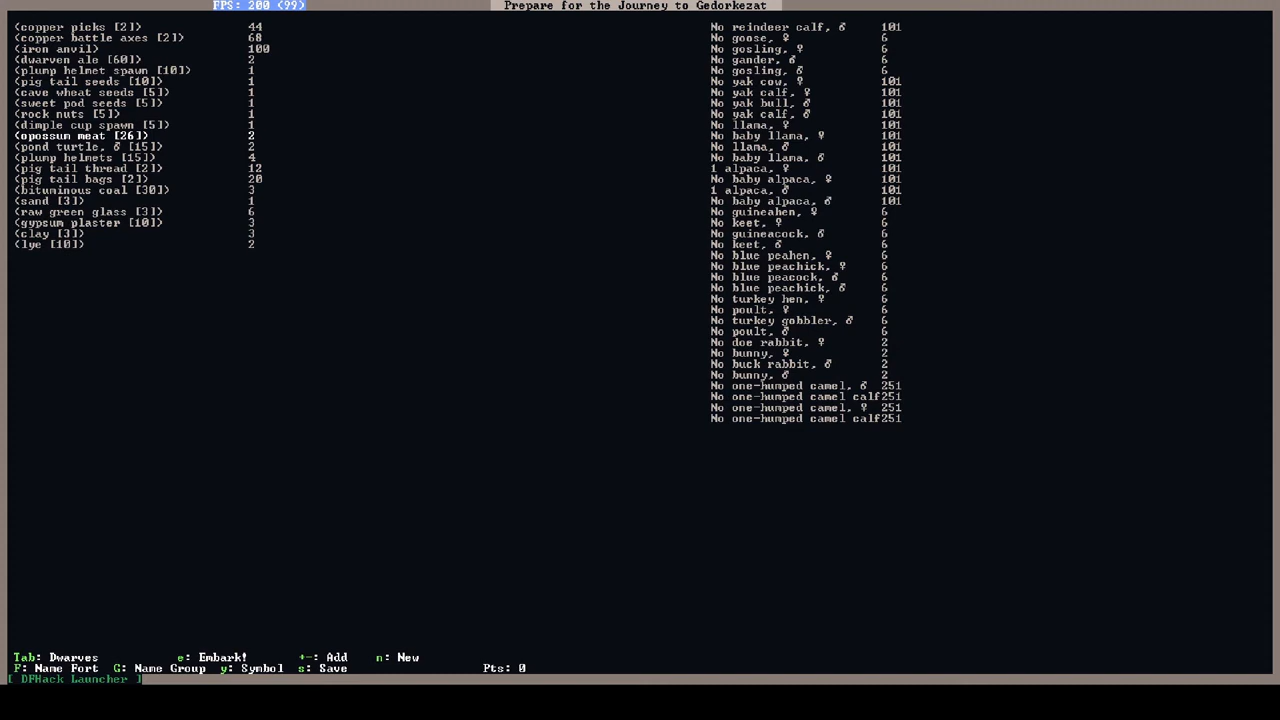 FPS: 200 (99)
Prepare for the Journey to Gedorkezat
(copper picks [2]) 44
(copper battle axes [2]) 68
(iron anvil) 100
(dwarven ale [60]) 2
(plump helmet spawn [10]) 1
(pig tail seeds [10]) 1
(cave wheat seeds [5]) 1
(sweet pod seeds [5]) 1
(rock nuts [5]) 1
(dimple cup spawn [5]) 1
(opossum meat [26]) 2
(pond turtle, ♂ [15]) 2
(plump helmets [15]) 4
(pig tail thread [2]) 12
(pig tail bags [2]) 20
(bituminous coal [30]) 3
(sand [3]) 1
(raw green glass [3]) 6
(gypsum plaster [10]) 3
(clay [3]) 3
(lye [10]) 2
No reindeer calf, ♂ 101
No goose, ♀ 6
No gosling, ♀ 6
No gander, ♂ 6
No gosling, ♂ 6
No yak cow, ♀ 101
No yak calf, ♀ 101
No yak bull, ♂ 101
No yak calf, ♂ 101
No llama, ♀ 101
No baby llama, ♀ 101
No llama, ♂ 101
No baby llama, ♂ 101
1 alpaca, ♀ 101
No baby alpaca, ♀ 101
1 alpaca, ♂ 101
No baby alpaca, ♂ 101
No guineahen, ♀ 6
No keet, ♀ 6
No guineacock, ♂ 6
No keet, ♂ 6
No blue peahen, ♀ 6
No blue peachick, ♀ 6
No blue peacock, ♂ 6
No blue peachick, ♂ 6
No turkey hen, ♀ 6
No poult, ♀ 6
No turkey gobbler, ♂ 6
No poult, ♂ 6
No doe rabbit, ♀ 2
No bunny, ♀ 2
No buck rabbit, ♂ 2
No bunny, ♂ 2
No one-humped camel, ♂ 251
No one-humped camel calf251
No one-humped camel, ♀ 251
No one-humped camel calf251
Tab: Dwarves e: Embark! +-: Add n: New
F: Name Fort G: Name Group y: Symbol s: Save Pts: 0
[ DFHack Launcher ]